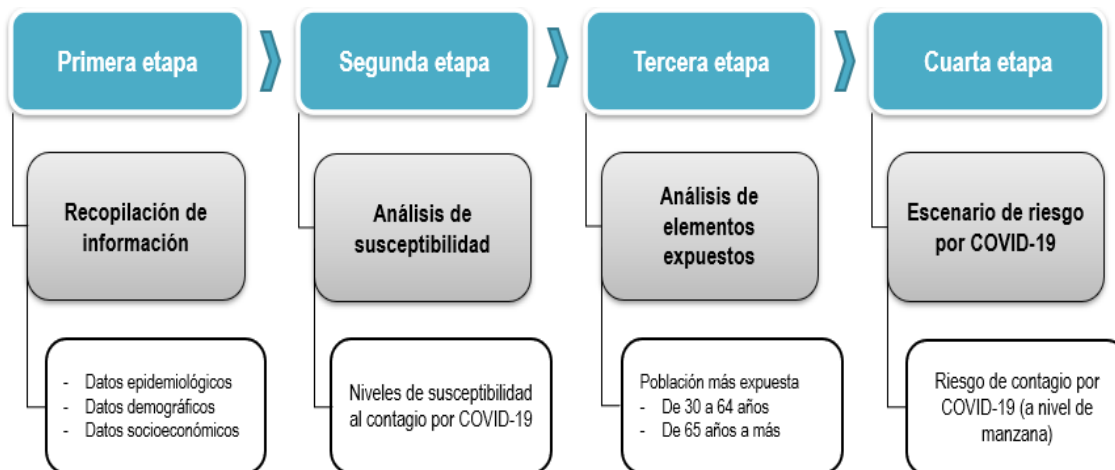 Primera etapa
Segunda etapa
Tercera etapa
Cuarta etapa
Recopilación de
información
Análisis de
susceptibilidad
Análisis de
elementos
expuestos
Escenario de riesgo
por COVID-19
- Datos epidemiológicos
- Datos demográficos
- Datos socioeconómicos
Niveles de susceptibilidad
al contagio por COVID-19
Población más expuesta
- De 30 a 64 años
- De 65 años a más
Riesgo de contagio por
COVID-19 (a nivel de
manzana)